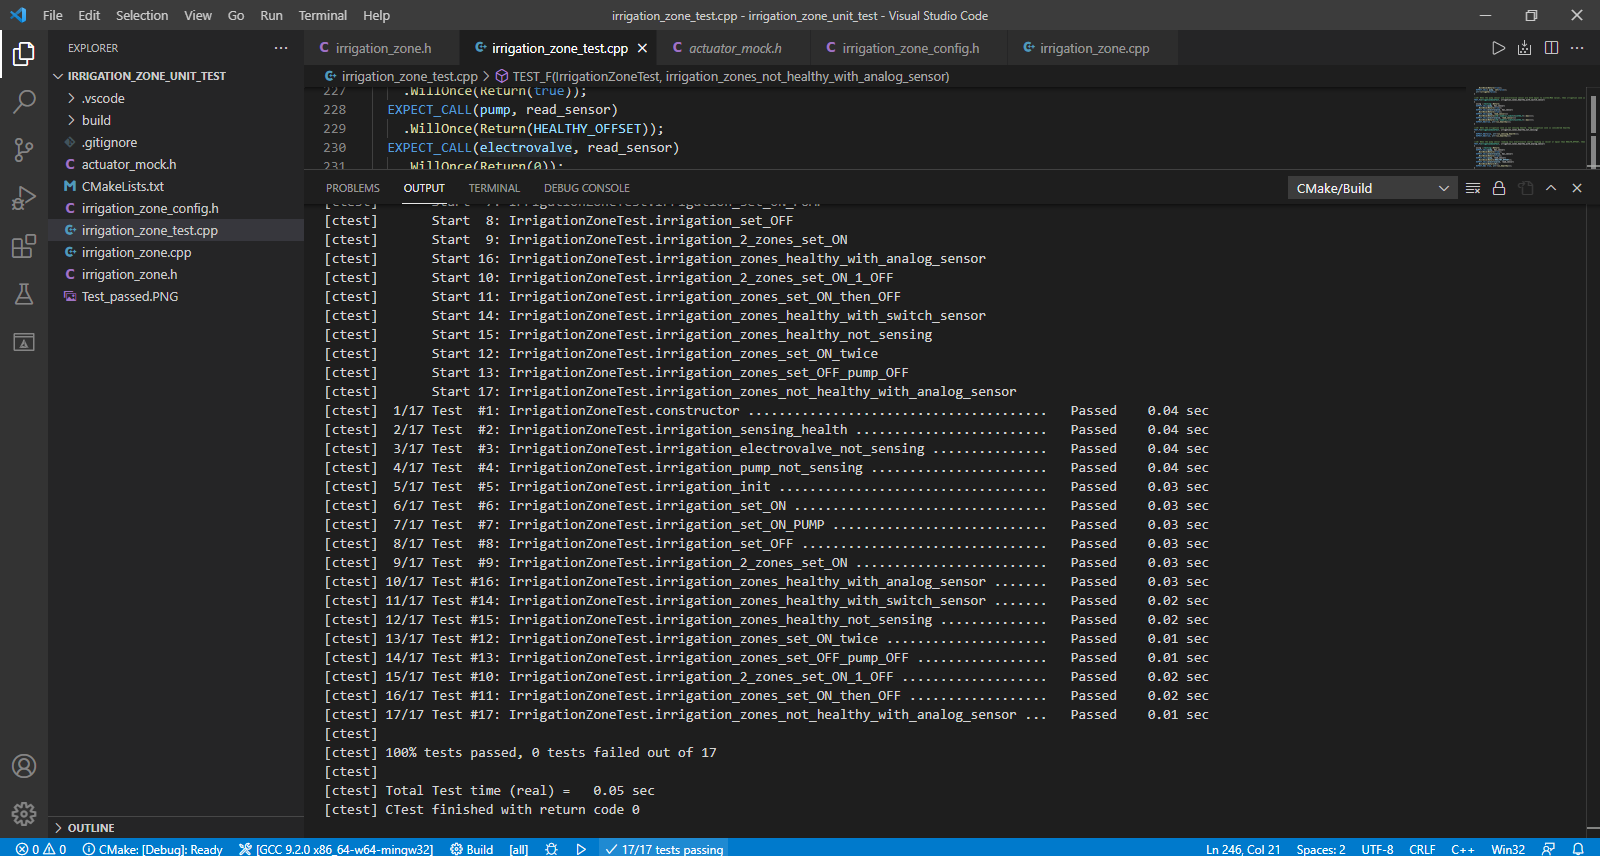 File Edit Selection View Go Run Terminal Help irrigation_zone_test.cpp - irrigation_zone_unit_test - Visual Studio Code
EXPLORER
IRRIGATION_ZONE_UNIT_TEST
.vscode
build
.gitignore
actuator_mock.h
CMakeLists.txt
irrigation_zone_config.h
irrigation_zone_test.cpp
irrigation_zone.cpp
irrigation_zone.h
Test_passed.PNG
OUTLINE
irrigation_zone.h irrigation_zone_test.cpp actuator_mock.h irrigation_zone_config.h irrigation_zone.cpp
irrigation_zone_test.cpp > TEST_F(IrrigationZoneTest, irrigation_zones_not_healthy_with_analog_sensor)
227 .WillOnce(Return(true));
228 EXPECT_CALL(pump, read_sensor)
229 .WillOnce(Return(HEALTHY_OFFSET));
230 EXPECT_CALL(electrovalve, read_sensor)
231 .WillOnce(Return(0));
PROBLEMS OUTPUT TERMINAL DEBUG CONSOLE CMake/Build
[ctest] Start 8: IrrigationZoneTest.irrigation_set_OFF
[ctest] Start 9: IrrigationZoneTest.irrigation_2_zones_set_ON
[ctest] Start 16: IrrigationZoneTest.irrigation_zones_healthy_with_analog_sensor
[ctest] Start 10: IrrigationZoneTest.irrigation_2_zones_set_ON_1_OFF
[ctest] Start 11: IrrigationZoneTest.irrigation_zones_set_ON_then_OFF
[ctest] Start 14: IrrigationZoneTest.irrigation_zones_healthy_with_switch_sensor
[ctest] Start 15: IrrigationZoneTest.irrigation_zones_healthy_not_sensing
[ctest] Start 12: IrrigationZoneTest.irrigation_zones_set_ON_twice
[ctest] Start 13: IrrigationZoneTest.irrigation_zones_set_OFF_pump_OFF
[ctest] Start 17: IrrigationZoneTest.irrigation_zones_not_healthy_with_analog_sensor
[ctest] 1/17 Test #1: IrrigationZoneTest.constructor ....................................... Passed 0.04 sec
[ctest] 2/17 Test #2: IrrigationZoneTest.irrigation_sensing_health ......................... Passed 0.04 sec
[ctest] 3/17 Test #3: IrrigationZoneTest.irrigation_electrovalve_not_sensing ............... Passed 0.04 sec
[ctest] 4/17 Test #4: IrrigationZoneTest.irrigation_pump_not_sensing ....................... Passed 0.04 sec
[ctest] 5/17 Test #5: IrrigationZoneTest.irrigation_init ................................... Passed 0.03 sec
[ctest] 6/17 Test #6: IrrigationZoneTest.irrigation_set_ON ................................. Passed 0.03 sec
[ctest] 7/17 Test #7: IrrigationZoneTest.irrigation_set_ON_PUMP ............................ Passed 0.03 sec
[ctest] 8/17 Test #8: IrrigationZoneTest.irrigation_set_OFF ................................ Passed 0.03 sec
[ctest] 9/17 Test #9: IrrigationZoneTest.irrigation_2_zones_set_ON ......................... Passed 0.03 sec
[ctest] 10/17 Test #16: IrrigationZoneTest.irrigation_zones_healthy_with_analog_sensor ....... Passed 0.03 sec
[ctest] 11/17 Test #14: IrrigationZoneTest.irrigation_zones_healthy_with_switch_sensor ....... Passed 0.02 sec
[ctest] 12/17 Test #15: IrrigationZoneTest.irrigation_zones_healthy_not_sensing .............. Passed 0.02 sec
[ctest] 13/17 Test #12: IrrigationZoneTest.irrigation_zones_set_ON_twice ..................... Passed 0.01 sec
[ctest] 14/17 Test #13: IrrigationZoneTest.irrigation_zones_set_OFF_pump_OFF ................. Passed 0.01 sec
[ctest] 15/17 Test #10: IrrigationZoneTest.irrigation_2_zones_set_ON_1_OFF ................... Passed 0.02 sec
[ctest] 16/17 Test #11: IrrigationZoneTest.irrigation_zones_set_ON_then_OFF .................. Passed 0.02 sec
[ctest] 17/17 Test #17: IrrigationZoneTest.irrigation_zones_not_healthy_with_analog_sensor ... Passed 0.01 sec
[ctest]
[ctest] 100% tests passed, 0 tests failed out of 17
[ctest]
[ctest] Total Test time (real) = 0.05 sec
[ctest] CTest finished with return code 0
0 0 CMake: [Debug]: Ready [GCC 9.2.0 x86_64-w64-mingw32] Build [all] 17/17 tests passing Ln 246, Col 21 Spaces: 2 UTF-8 CRLF C++ Win32